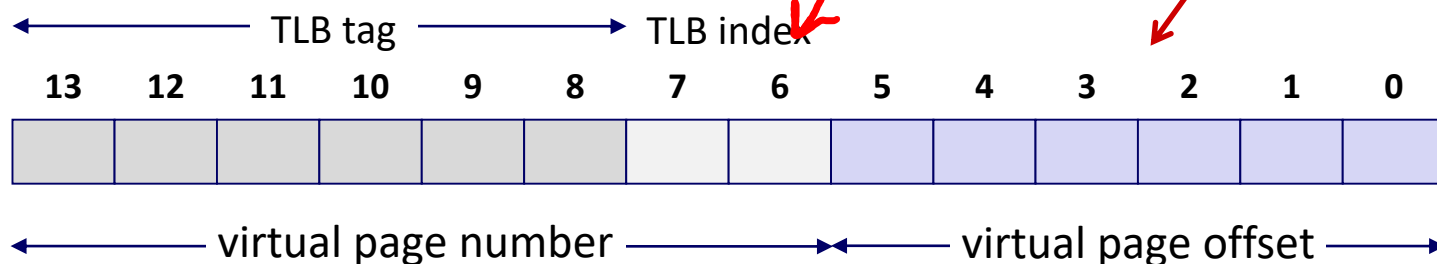 TLB tag TLB index
13 12 11 10 9 8 7 6 5 4 3 2 1 0
virtual page number virtual page offset